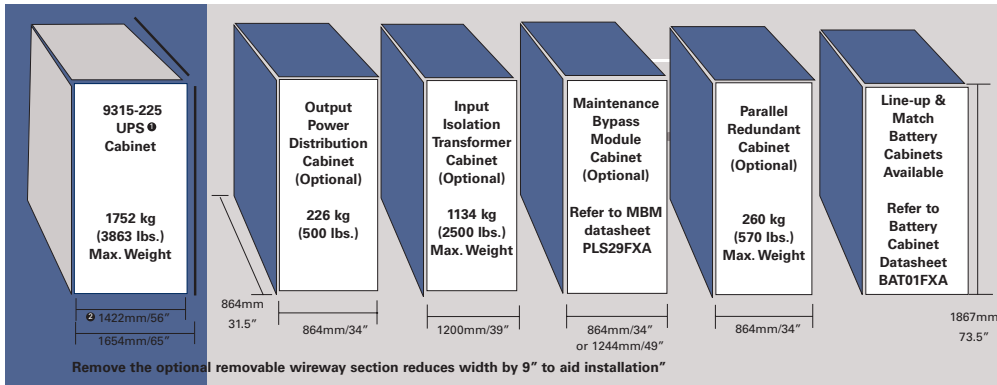 9315-225
UPS ❶
Cabinet
1752 kg
(3863 lbs.)
Max. Weight
Output
Power
Distribution
Cabinet
(Optional)
226 kg
(500 lbs.)
Input
Isolation
Transformer
Cabinet
(Optional)
1134 kg
(2500 lbs.)
Max. Weight
Maintenance
Bypass
Module
Cabinet
(Optional)
Refer to MBM
datasheet
PLS29FXA
Parallel
Redundant
Cabinet
(Optional)
260 kg
(570 lbs.)
Max. Weight
Line-up &
Match
Battery
Cabinets
Available
Refer to
Battery
Cabinet
Datasheet
BAT01FXA
❷ 1422mm/56"
1654mm/65"
864mm
31.5"
864mm/34"
1200mm/39"
864mm/34"
or 1244mm/49"
864mm/34"
1867mm
73.5"
Remove the optional removable wireway section reduces width by 9" to aid installation"